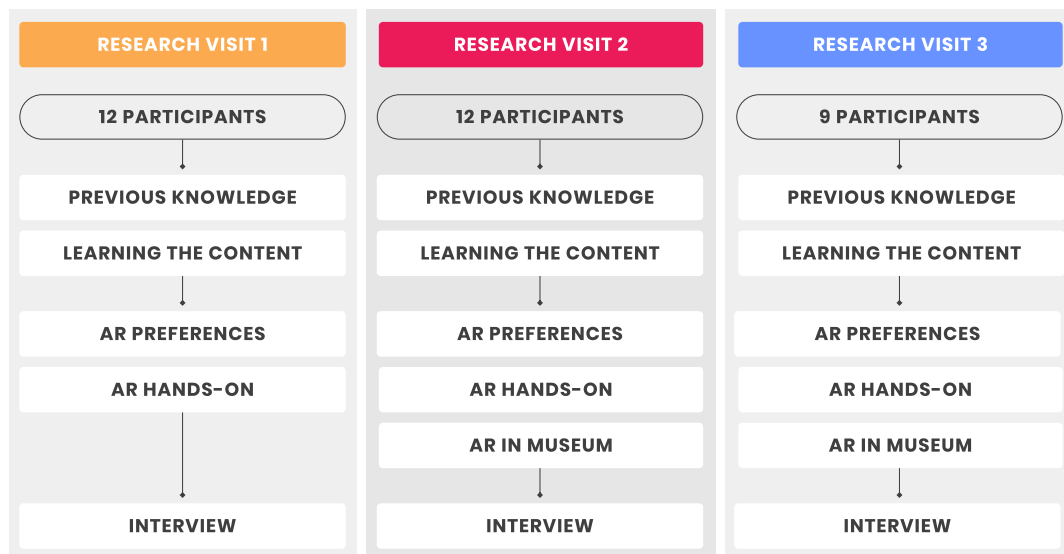 RESEARCH VISIT 1
12 PARTICIPANTS
PREVIOUS KNOWLEDGE
LEARNING THE CONTENT
AR PREFERENCES
AR HANDS-ON
INTERVIEW
RESEARCH VISIT 2
12 PARTICIPANTS
PREVIOUS KNOWLEDGE
LEARNING THE CONTENT
AR PREFERENCES
AR HANDS-ON
AR IN MUSEUM
INTERVIEW
RESEARCH VISIT 3
9 PARTICIPANTS
PREVIOUS KNOWLEDGE
LEARNING THE CONTENT
AR PREFERENCES
AR HANDS-ON
AR IN MUSEUM
INTERVIEW